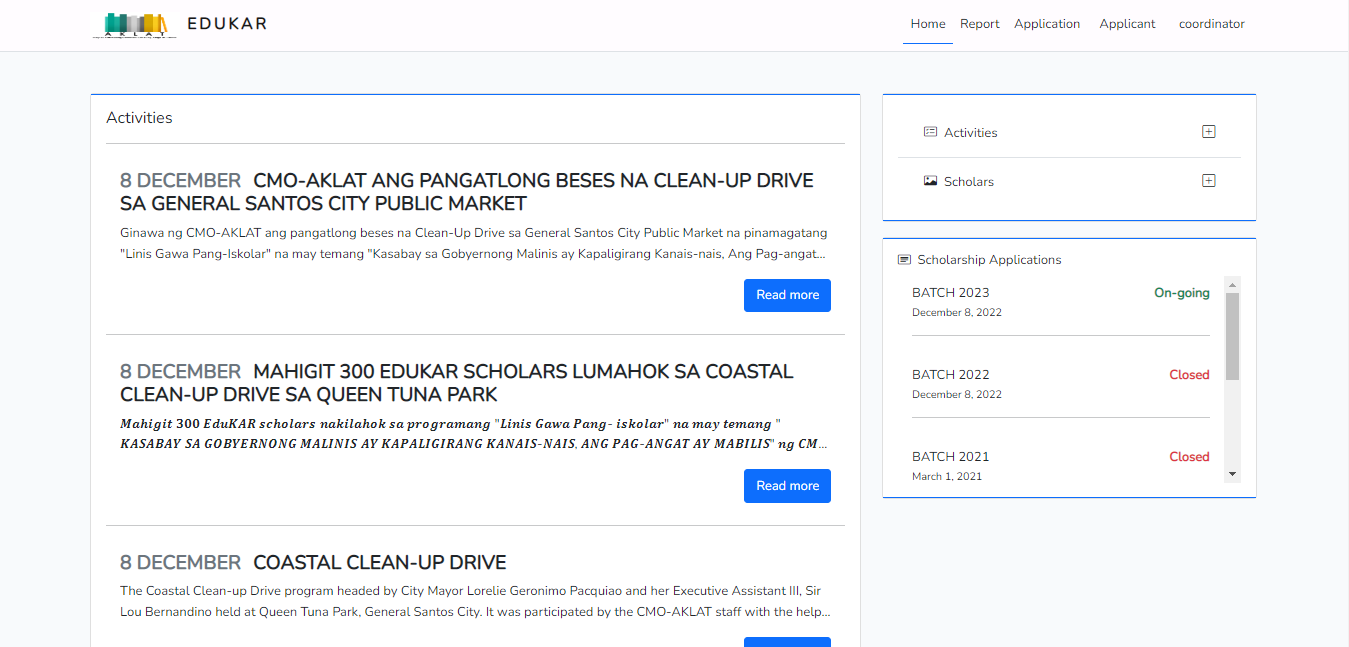 AKLAT
EDUKAR
Home Report Application Applicant coordinator
Activities
8 DECEMBER CMO-AKLAT ANG PANGATLONG BESES NA CLEAN-UP DRIVE
SA GENERAL SANTOS CITY PUBLIC MARKET
Ginawa ng CMO-AKLAT ang pangatlong beses na Clean-Up Drive sa General Santos City Public Market na pinamagatang
"Linis Gawa Pang-Iskolar" na may temang "Kasabay sa Gobyernong Malinis ay Kapaligirang Kanais-nais, Ang Pag-angat...
Read more
8 DECEMBER MAHIGIT 300 EDUKAR SCHOLARS LUMAHOK SA COASTAL
CLEAN-UP DRIVE SA QUEEN TUNA PARK
Mahigit 300 EduKAR scholars nakilahok sa programang "Linis Gawa Pang- iskolar" na may temang "
KASABAY SA GOBYERNONG MALINIS AY KAPALIGIRANG KANAIS-NAIS, ANG PAG-ANGAT AY MABILIS" ng CM...
Read more
8 DECEMBER COASTAL CLEAN-UP DRIVE
The Coastal Clean-up Drive program headed by City Mayor Lorelie Geronimo Pacquiao and her Executive Assistant III, Sir
Lou Bernandino held at Queen Tuna Park, General Santos City. It was participated by the CMO-AKLAT staff with the help...
Activities
Scholars
Scholarship Applications
BATCH 2023 On-going
December 8, 2022
BATCH 2022 Closed
December 8, 2022
BATCH 2021 Closed
March 1, 2021